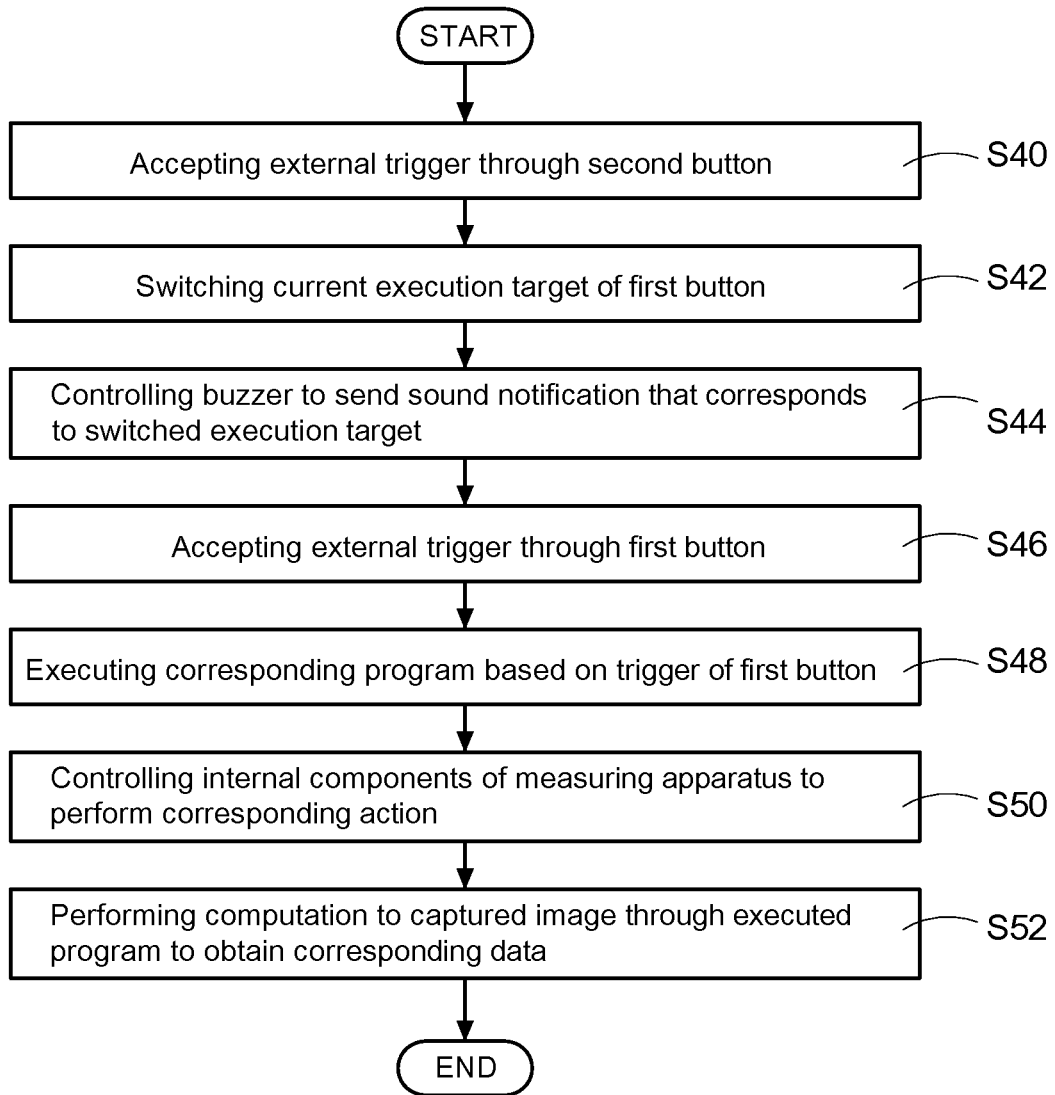 START
Accepting external trigger through second button
S40
Switching current execution target of first button
S42
Controlling buzzer to send sound notification that corresponds
to switched execution target
S44
Accepting external trigger through first button
S46
Executing corresponding program based on trigger of first button
S48
Controlling internal components of measuring apparatus to
perform corresponding action
S50
Performing computation to captured image through executed
program to obtain corresponding data
S52
END